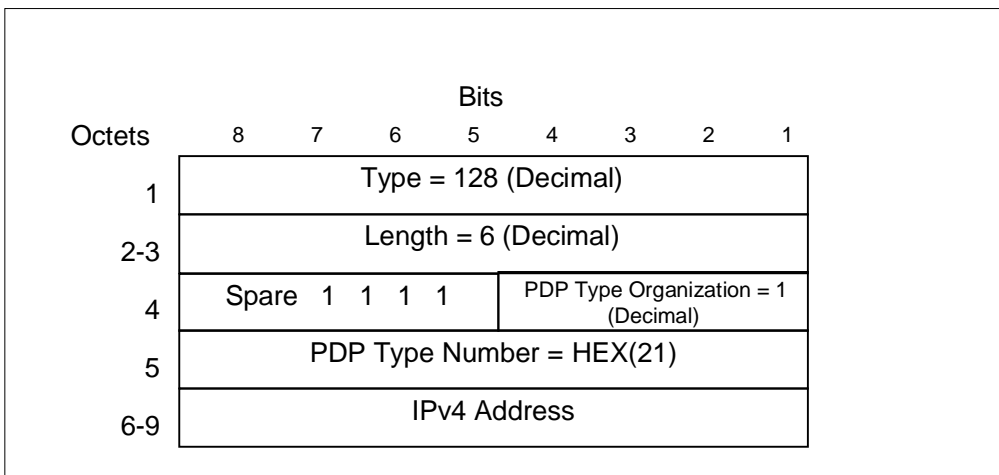 Bits
Octets 8 7 6 5 4 3 2 1
1 Type = 128 (Decimal)
2-3 Length = 6 (Decimal)
4 Spare 1 1 1 1 PDP Type Organization = 1
(Decimal)
5 PDP Type Number = HEX(21)
6-9 IPv4 Address